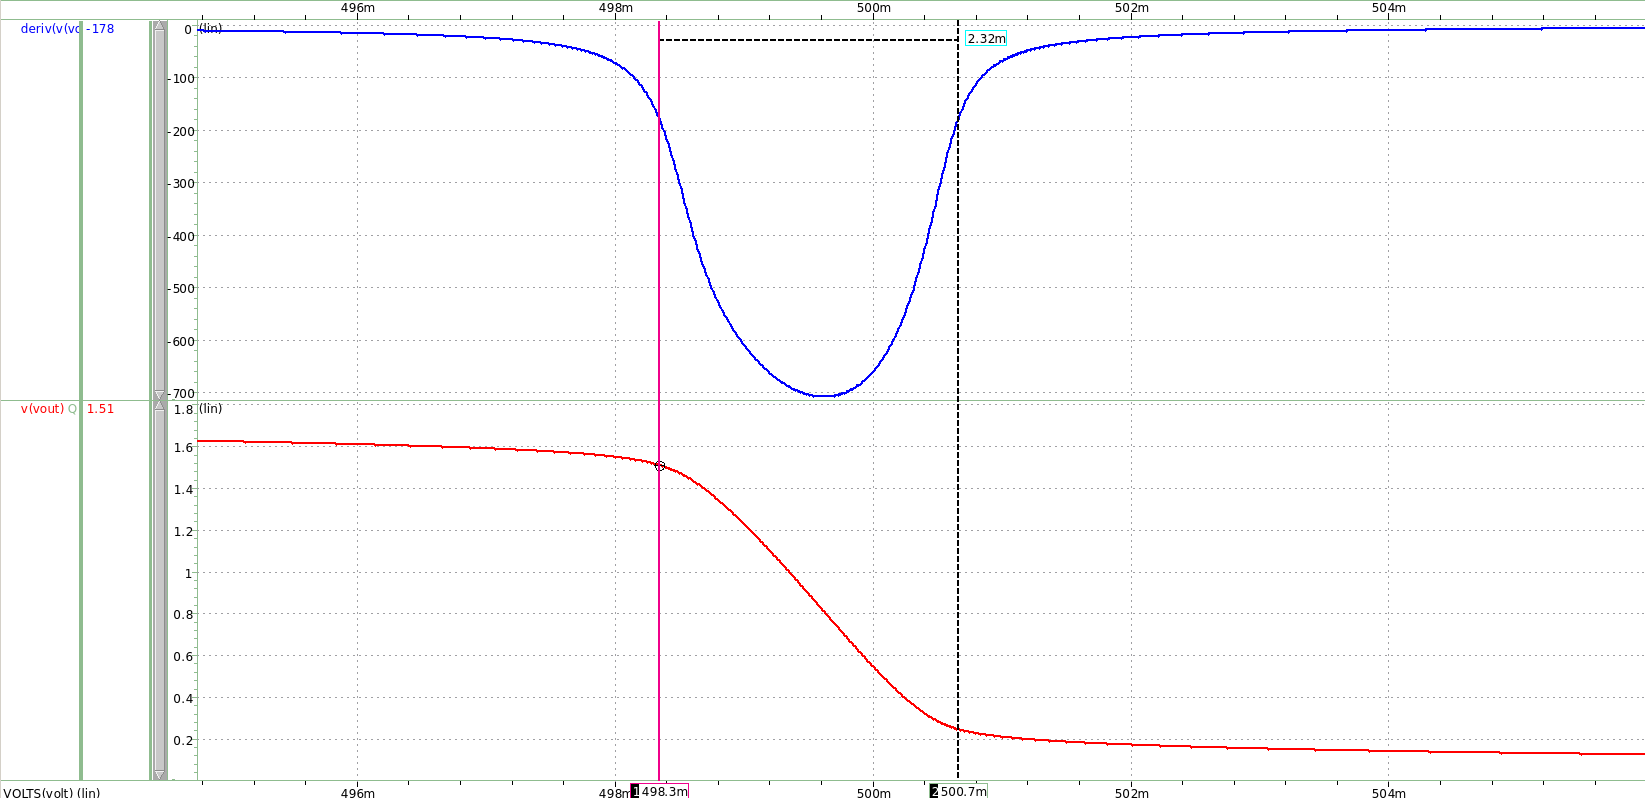 496m 498m 500m 502m 504m
deriv(v(vo -178
0 (lin)
2.32m
-100
-200
-300
-400
-500
-600
-700
v(vout) Q 1.51
1.8 (lin)
1.6
1.4
1.2
1
0.8
0.6
0.4
0.2
VOLTS(volt) (lin) 496m 498m 1 498.3m 500m 2 500.7m 502m 504m